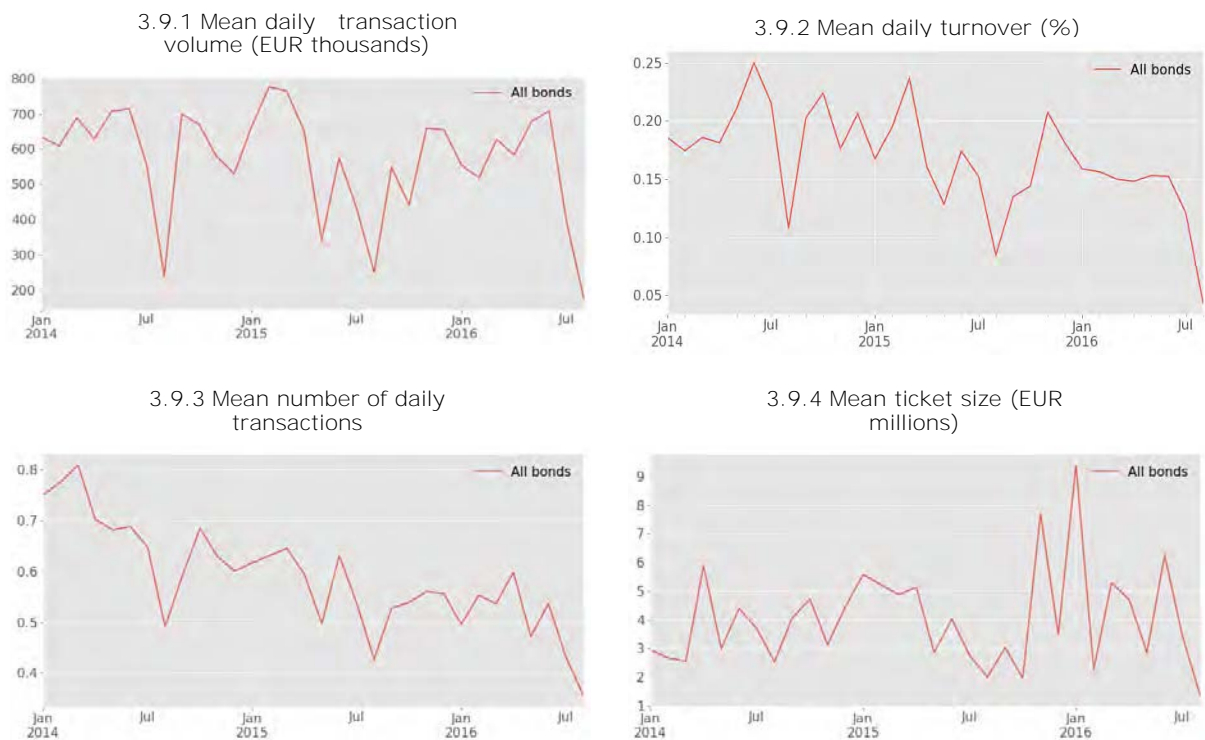 3.9.1 Mean daily transaction
volume (EUR thousands)
800
700
600
500
400
300
200
All bonds
Jan
2014
Jul
Jan
2015
Jul
Jan
2016
Jul
3.9.2 Mean daily turnover (%)
0.25
0.20
0.15
0.10
0.05
All bonds
Jan
2014
Jul
Jan
2015
Jul
Jan
2016
Jul
3.9.3 Mean number of daily
transactions
0.8
0.7
0.6
0.5
0.4
All bonds
Jan
2014
Jul
Jan
2015
Jul
Jan
2016
Jul
3.9.4 Mean ticket size (EUR
millions)
9
8
7
6
5
4
3
2
1
All bonds
Jan
2014
Jul
Jan
2015
Jul
Jan
2016
Jul